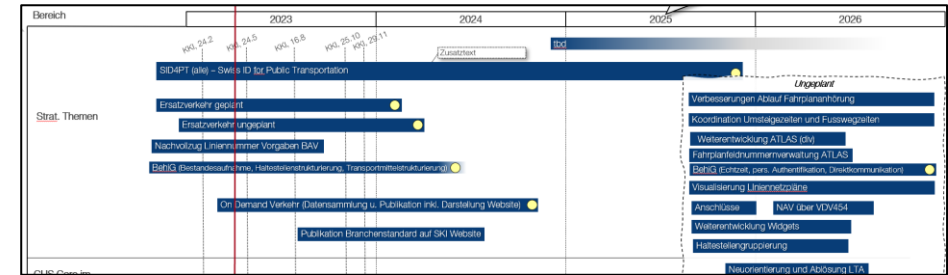 Bereich
2023
2024
2025
2026
KKI, 24.2
KKI, 24.5
KKI, 16.8
KKI, 25.10
KKI, 29.11
tbd
Zusatztext
SID4PT (alle) – Swiss ID for Public Transportation
Strat. Themen
Ersatzverkehr geplant
Ersatzverkehr ungeplant
Nachvollzug Liniennummer Vorgaben BAV
BehiG (Bestandesaufnahme, Haltestellenstrukturierung, Transportmittelstrukturierung)
On Demand Verkehr (Datensammlung u. Publikation inkl. Darstellung Website)
Publikation Branchenstandard auf SKI Website
Ungeplant
Verbesserungen Ablauf Fahrplananhörung
Koordination Umsteigezeiten und Fusswegzeiten
Weiterentwicklung ATLAS (div)
Fahrplanfeldnummernverwaltung ATLAS
BehiG (Echtzeit, pers. Authentifikation, Direktkommunikation)
Visualisierung Liniennetzpläne
Anschlüsse
NAV über VDV454
Weiterentwicklung Widgets
Haltestellengruppierung
Neuorientierung und Ablösung LTA